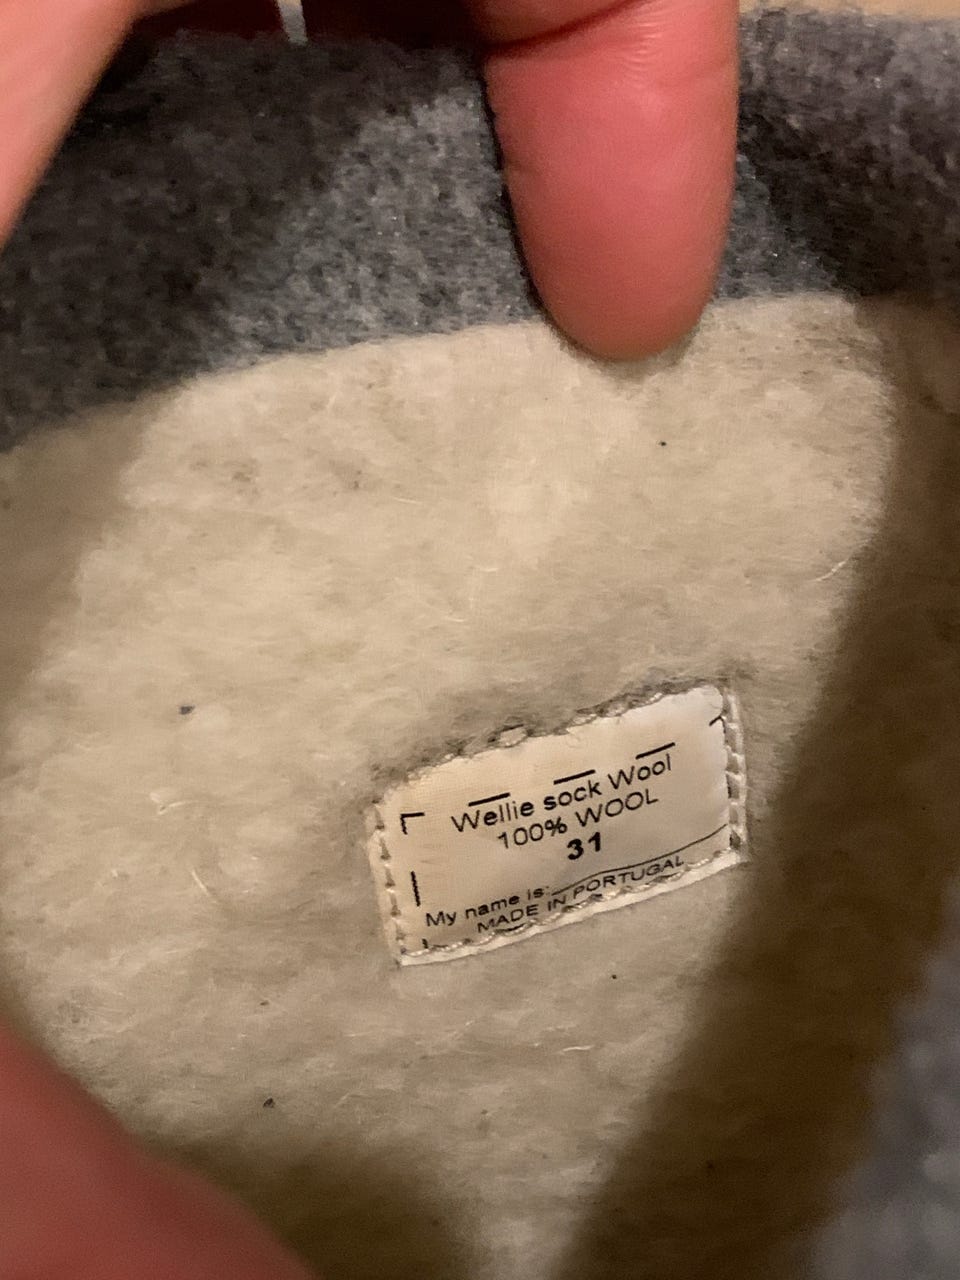 Wellie sock Wool
100% WOOL
31
My name is:
MADE IN PORTUGAL